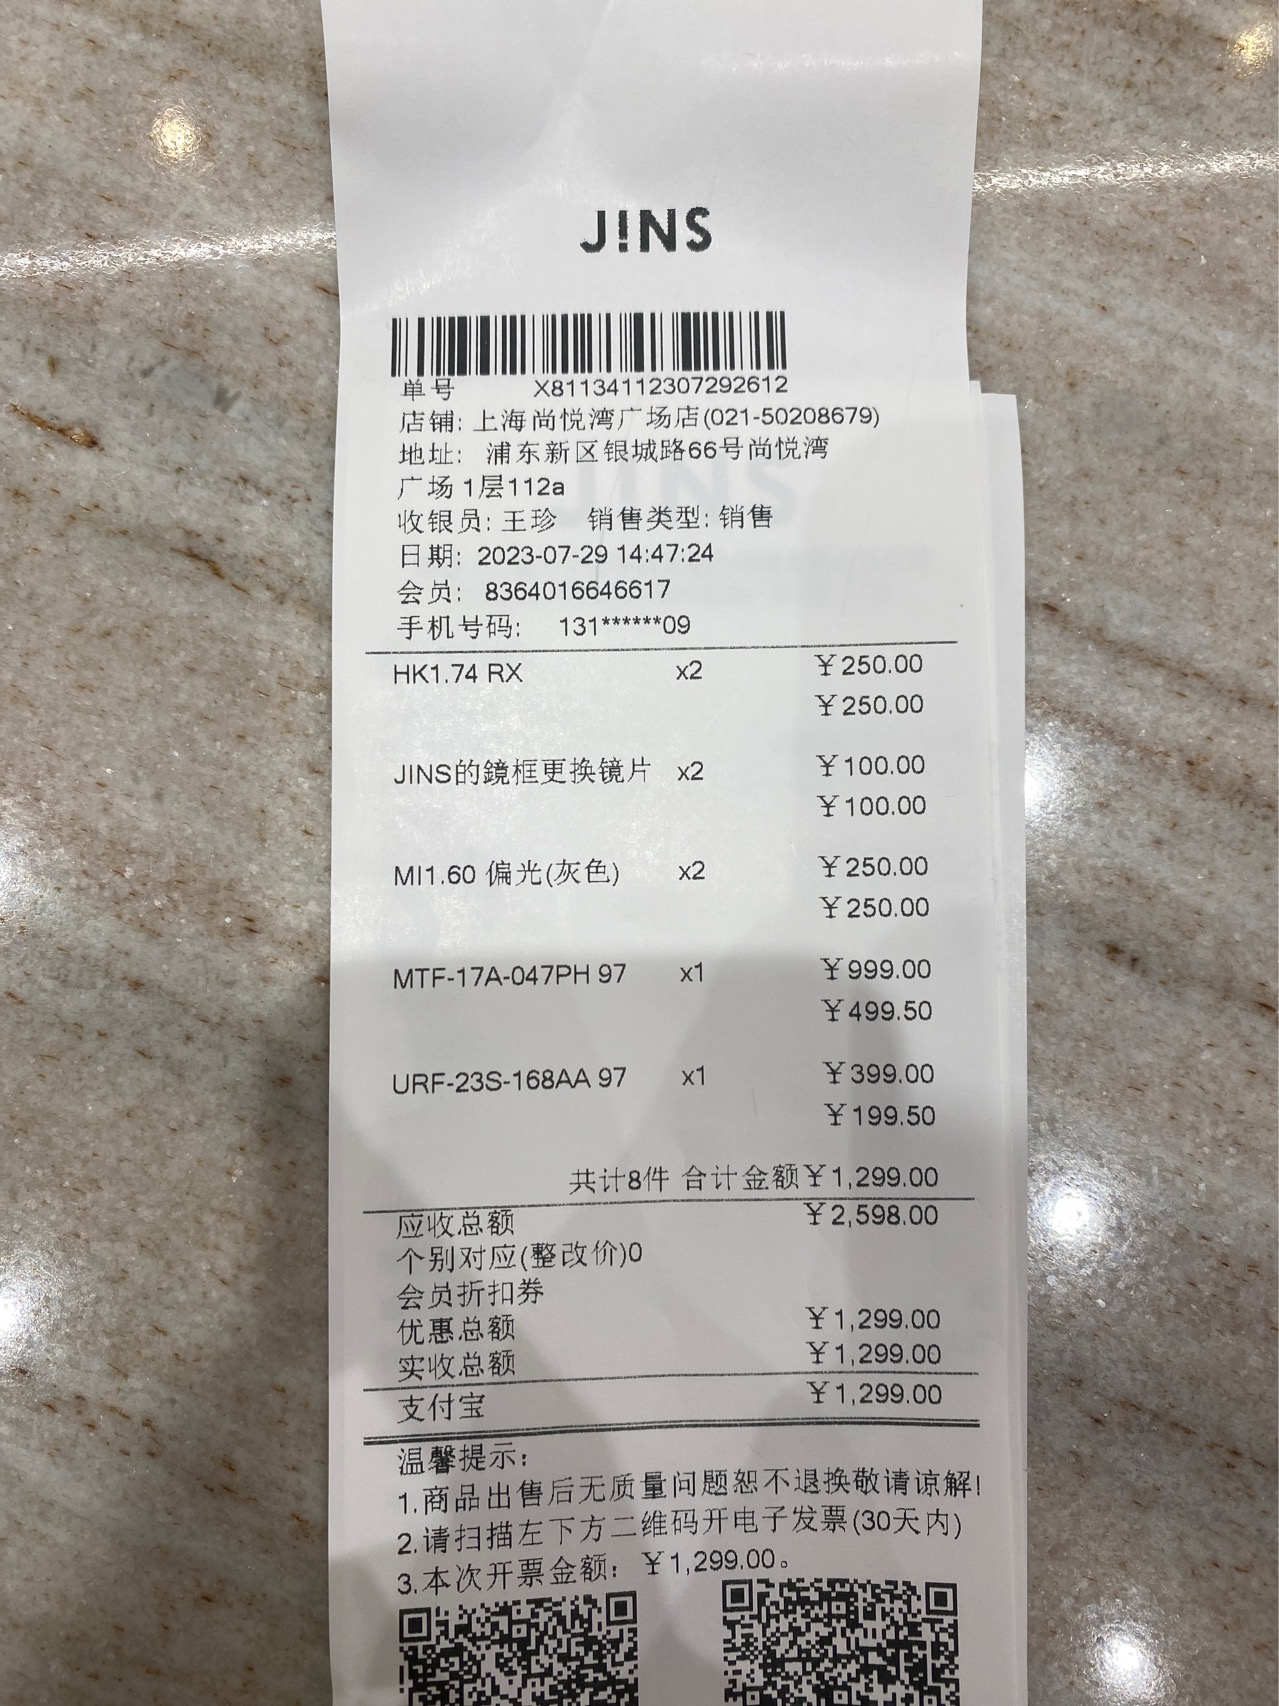 J!NS
单号 X81134112307292612
店铺: 上海尚悦湾广场店(021-50208679)
地址: 浦东新区银城路66号尚悦湾
广场 1层112a
收银员: 王珍 销售类型: 销售
日期: 2023-07-29 14:47:24
会员: 8364016646617
手机号码: 131******09
HK1.74 RX x2 ¥250.00
¥250.00
JINS的鏡框更换镜片 x2 ¥100.00
¥100.00
MI1.60 偏光(灰色) x2 ¥250.00
¥250.00
MTF-17A-047PH 97 x1 ¥999.00
¥499.50
URF-23S-168AA 97 x1 ¥399.00
¥199.50
共计8件 合计金额¥1,299.00
应收总额 ¥2,598.00
个别对应(整改价)0
会员折扣券
优惠总额 ¥1,299.00
实收总额 ¥1,299.00
支付宝 ¥1,299.00
温馨提示:
1.商品出售后无质量问题恕不退换敬请谅解!
2.请扫描左下方二维码开电子发票(30天内)
3.本次开票金额: ¥1,299.00。